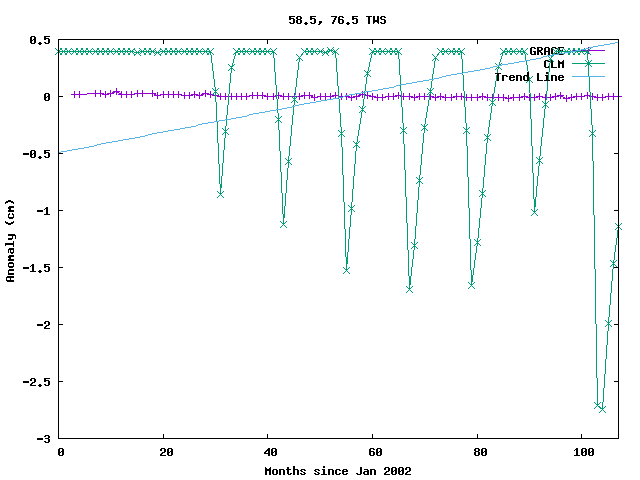 58.5, 76.5 TWS
GRACE
CLM
Trend Line
0.5
0
-0.5
-1
-1.5
-2
-2.5
-3
Anomaly (cm)
0 20 40 60 80 100
Months since Jan 2002